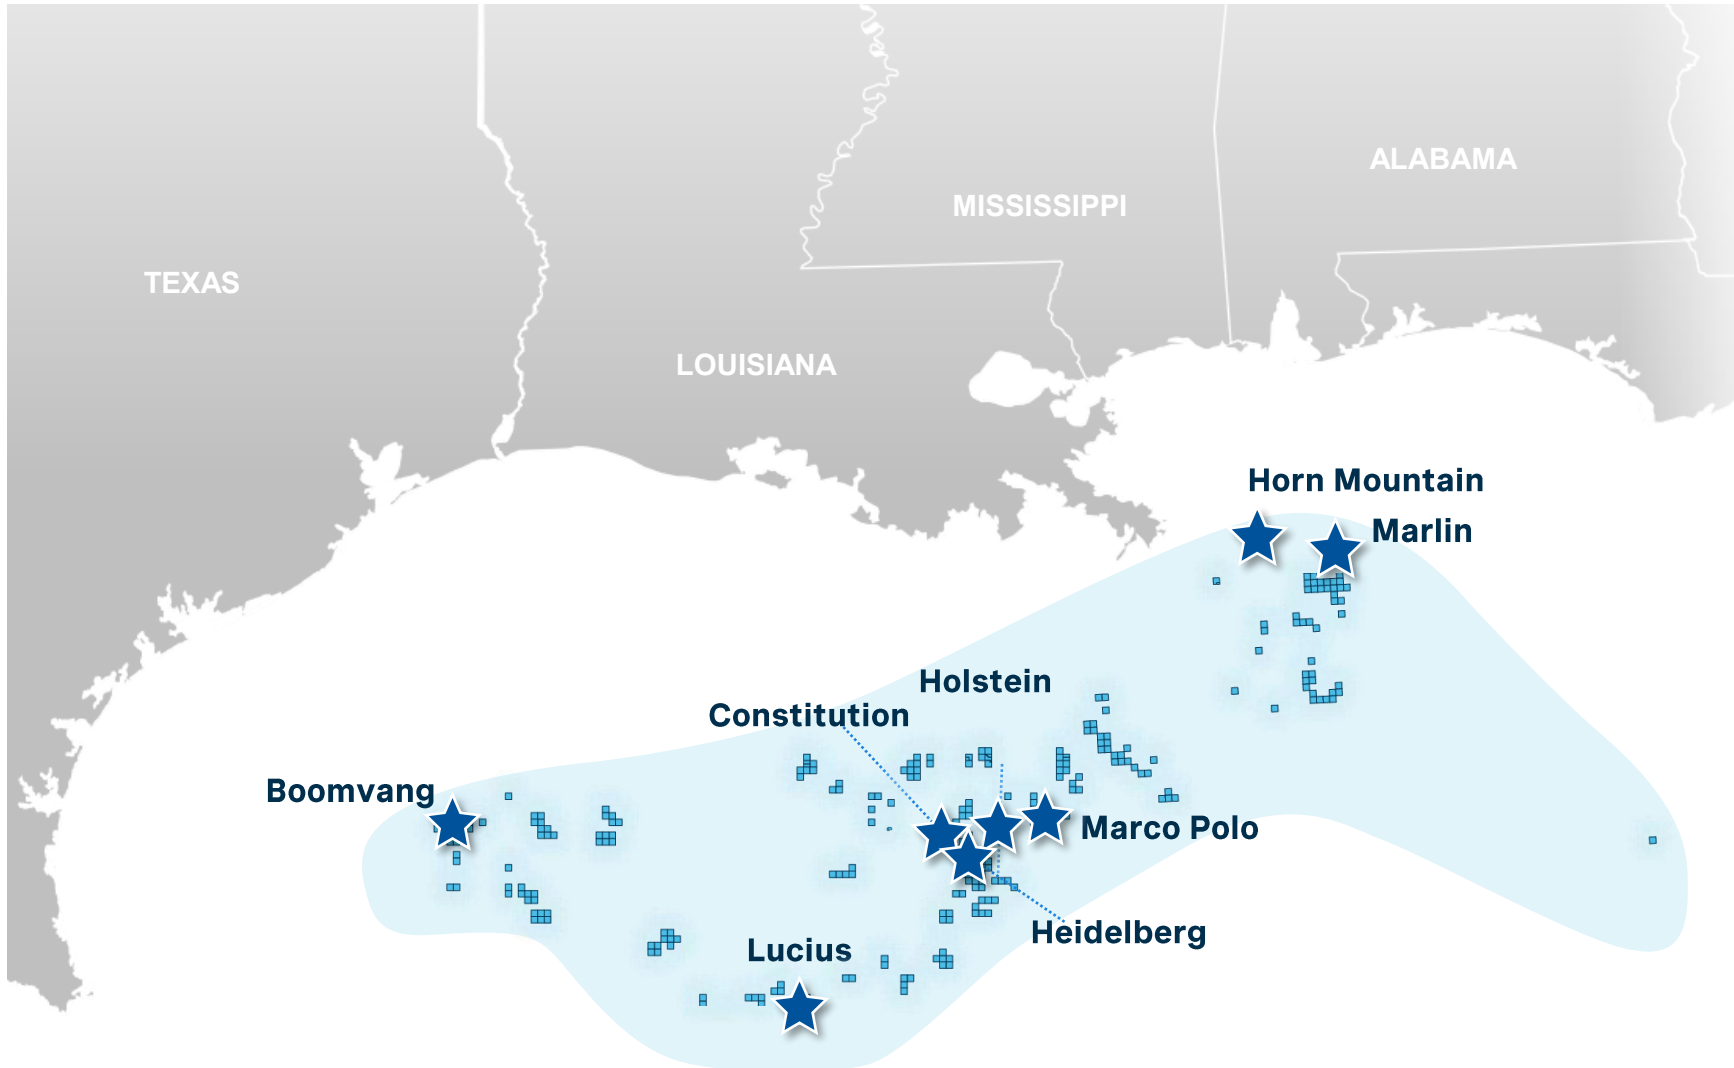 ALABAMA
MISSISSIPPI
TEXAS
LOUISIANA
Horn Mountain
Marlin
Holstein
Constitution
Boomvang
Marco Polo
Heidelberg
Lucius